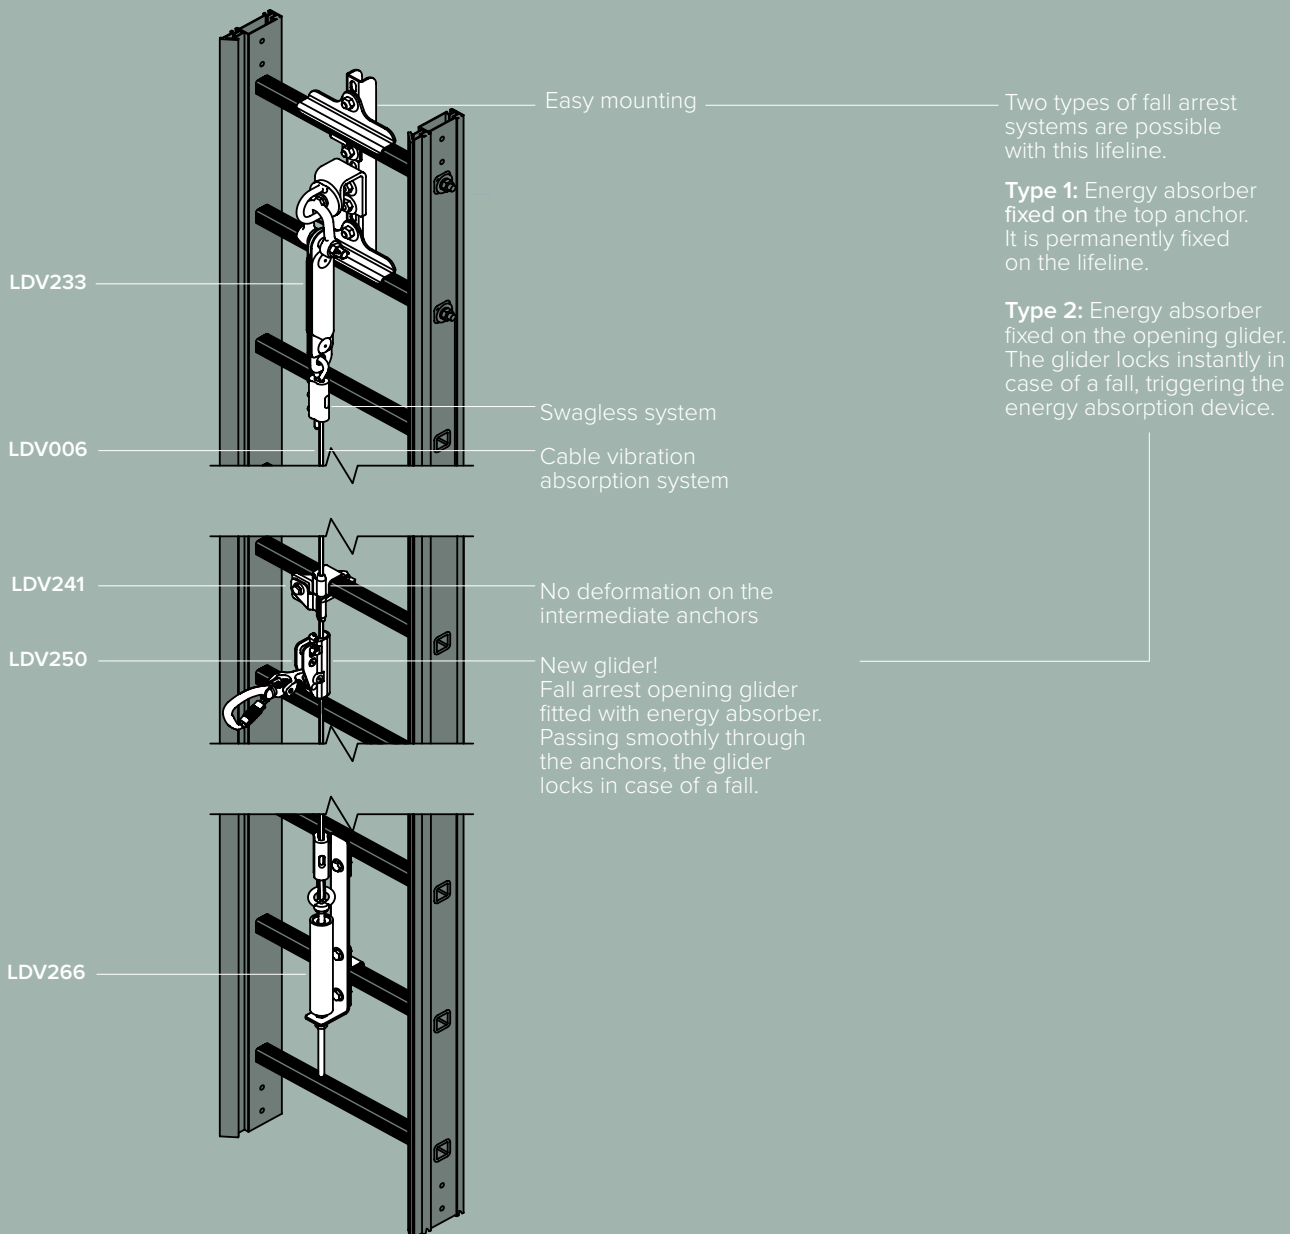 Easy mounting
Two types of fall arrest
systems are possible
with this lifeline.
Type 1: Energy absorber
fixed on the top anchor.
It is permanently fixed
on the lifeline.
Type 2: Energy absorber
fixed on the opening glider.
The glider locks instantly in
case of a fall, triggering the
energy absorption device.
LDV233
Swagless system
LDV006
Cable vibration
absorption system
LDV241
No deformation on the
intermediate anchors
LDV250
New glider!
Fall arrest opening glider
fitted with energy absorber.
Passing smoothly through
the anchors, the glider
locks in case of a fall.
LDV266